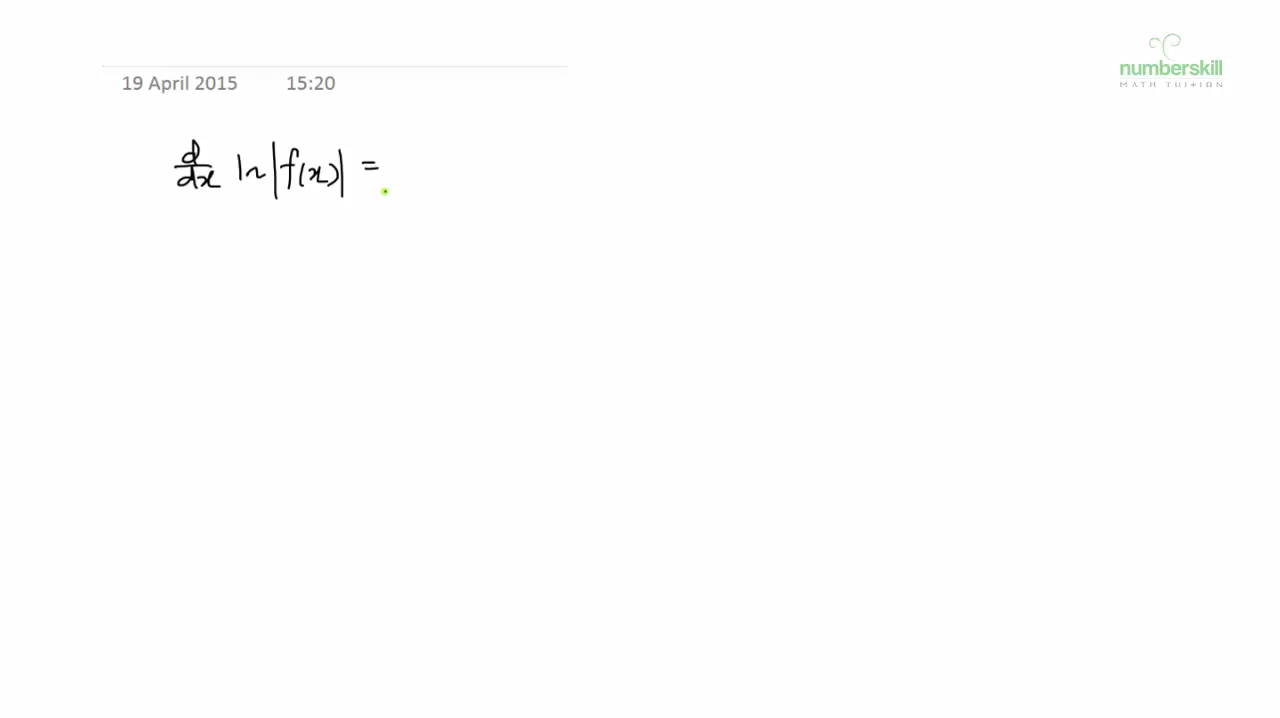 numberskill
MATH TUITION
19 April 2015 15:20
d/dx ln|f(x)| =